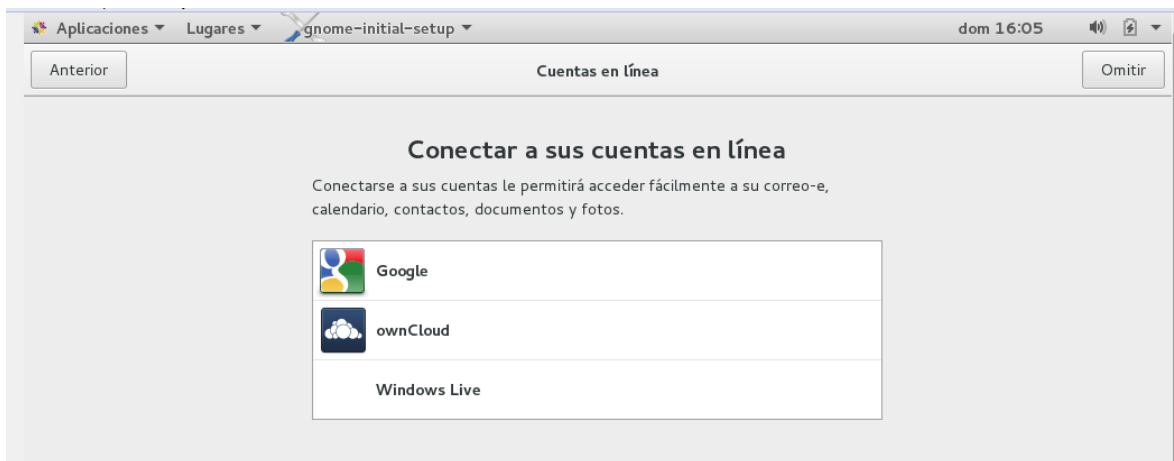 Aplicaciones Lugares gnome-initial-setup dom 16:05
Anterior Cuentas en línea Omitir
Conectar a sus cuentas en línea
Conectarse a sus cuentas le permitirá acceder fácilmente a su correo-e,
calendario, contactos, documentos y fotos.
Google
ownCloud
Windows Live